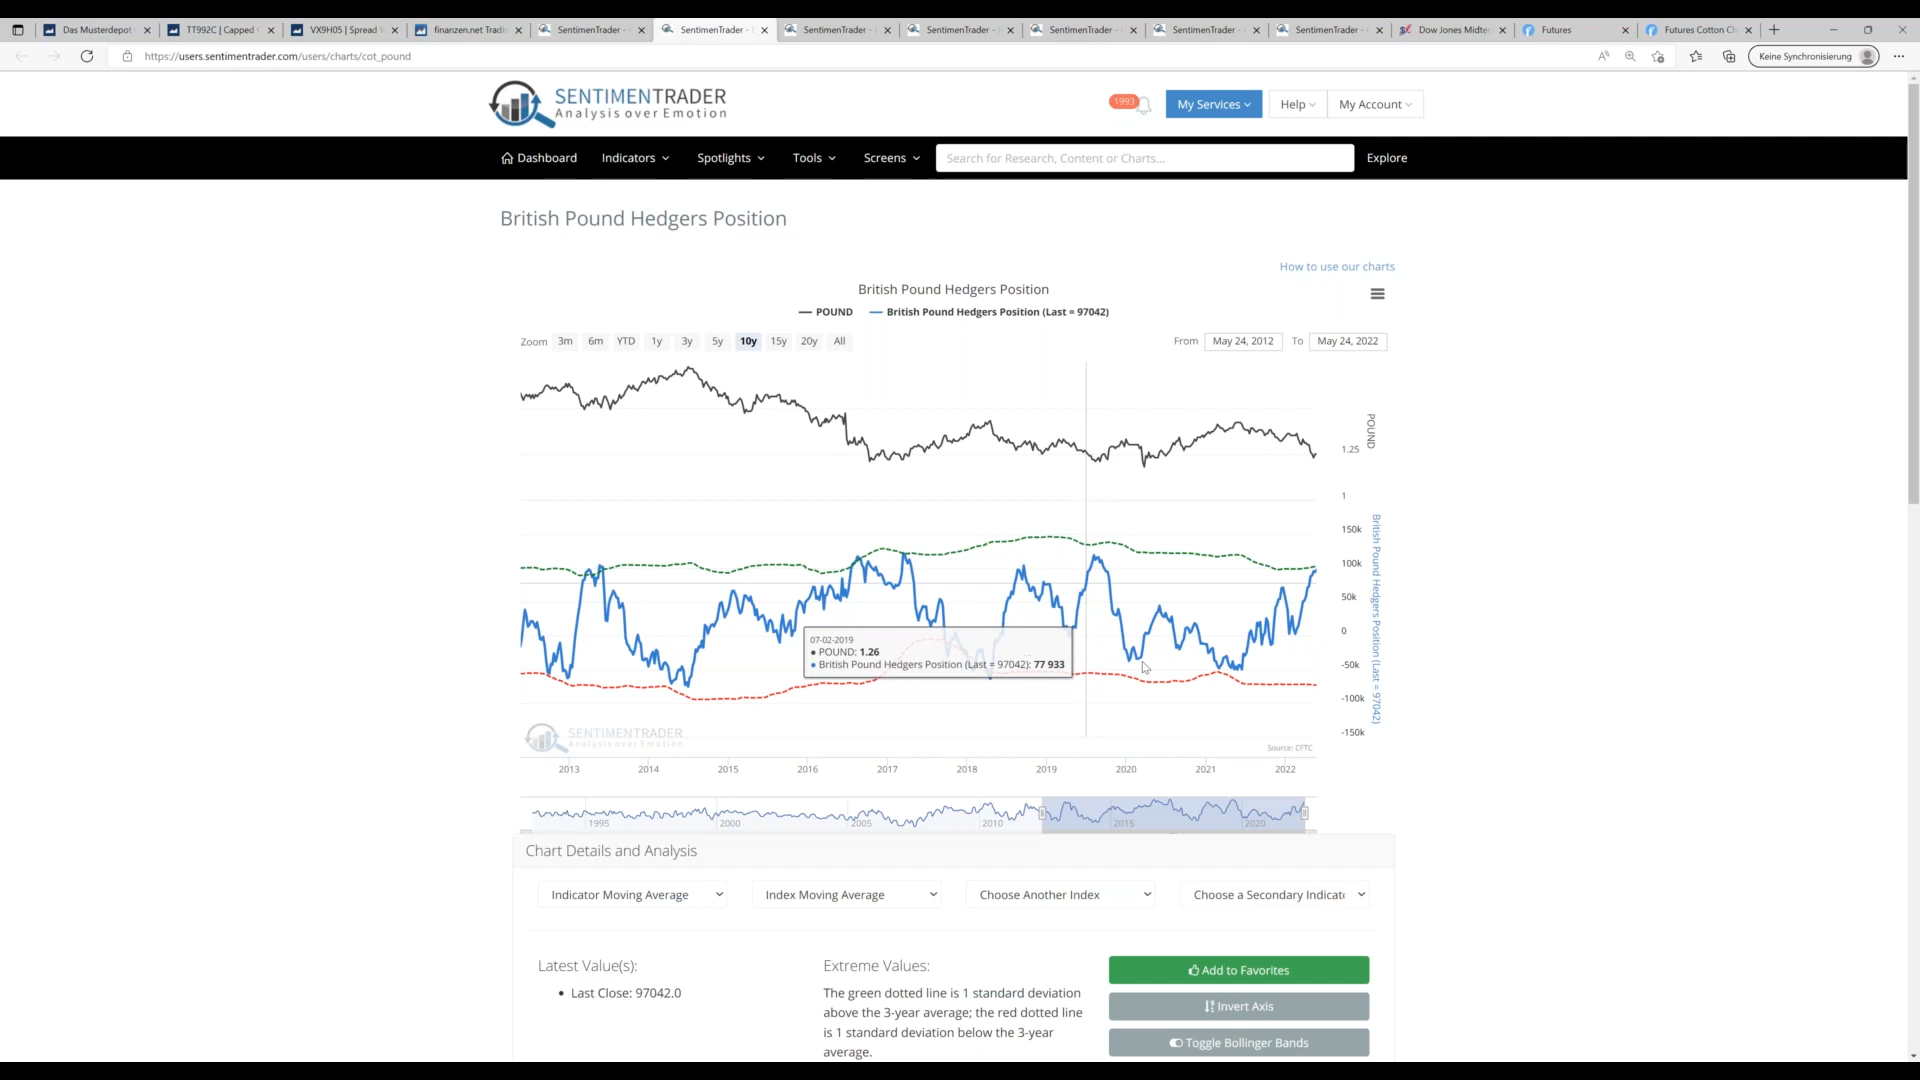 Das Musterdepot
TT992C | Capped
VX9H05 | Spread
finanzen.net Tradi
SentimenTrader -
SentimenTrader -
SentimenTrader -
SentimenTrader -
SentimenTrader -
SentimenTrader -
SentimenTrader -
Dow Jones Midte
Futures
Futures Cotton
https://users.sentimentrader.com/users/charts/cot_pound
Keine Synchronisierung
SENTIMENTRADER
Analysis over Emotion
1993
My Services
Help
My Account
Dashboard
Indicators
Spotlights
Tools
Screens
Search for Research, Content or Charts...
Explore
British Pound Hedgers Position
How to use our charts
British Pound Hedgers Position
POUND
British Pound Hedgers Position (Last = 97042)
Zoom 3m 6m YTD 1y 3y 5y 10y 15y 20y All
From May 24, 2012 To May 24, 2022
POUND
1.25
1
150k
100k
50k
0
-50k
-100k
-150k
British Pound Hedgers Position (Last = 97042)
07-02-2019
● POUND: 1.26
● British Pound Hedgers Position (Last = 97042): 77 933
SENTIMENTRADER
Analysis over Emotion
Source: CFTC
2013 2014 2015 2016 2017 2018 2019 2020 2021 2022
1995 2000 2005 2010 2015 2020
Chart Details and Analysis
Indicator Moving Average
Index Moving Average
Choose Another Index
Choose a Secondary Indicato
Latest Value(s):
• Last Close: 97042.0
Extreme Values:
The green dotted line is 1 standard deviation
above the 3-year average; the red dotted line
is 1 standard deviation below the 3-year
average.
Add to Favorites
Invert Axis
Toggle Bollinger Bands